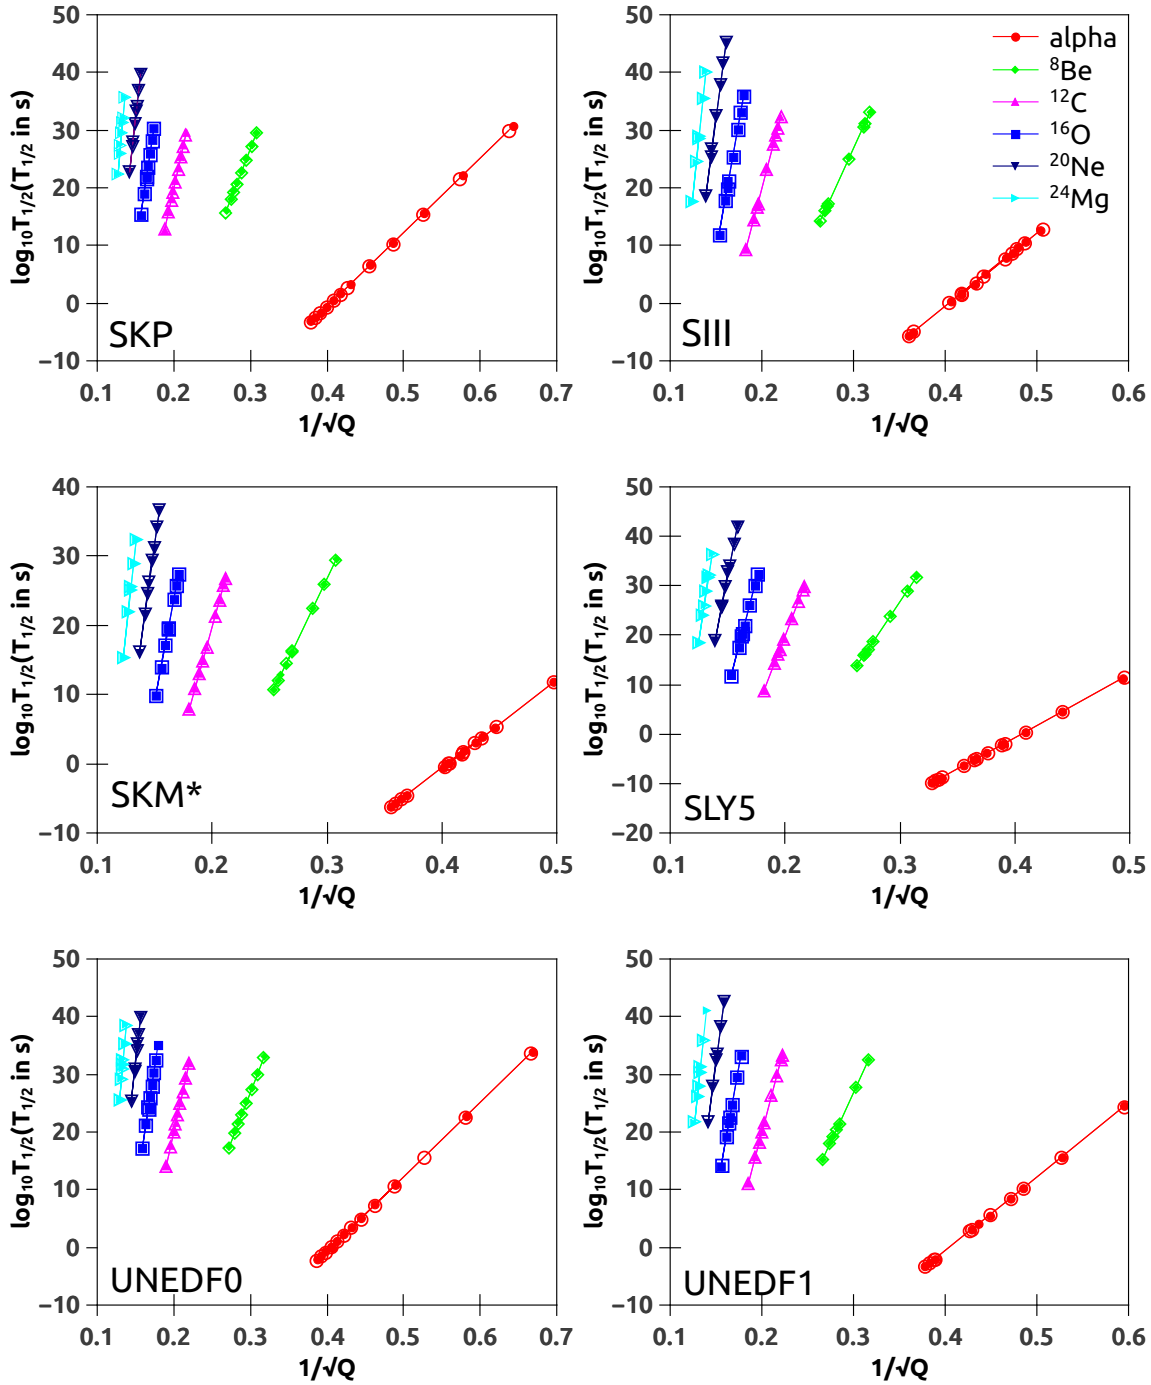 50
40
30
20
10
0
−10
log₁₀T₁/₂(T₁/₂ in s)
SKP
0.1 0.2 0.3 0.4 0.5 0.6 0.7
1/√Q
50
40
30
20
10
0
−10
log₁₀T₁/₂(T₁/₂ in s)
alpha
⁸Be
¹²C
¹⁶O
²⁰Ne
²⁴Mg
SIII
0.1 0.2 0.3 0.4 0.5 0.6
1/√Q
40
30
20
10
0
−10
log₁₀T₁/₂(T₁/₂ in s)
SKM*
0.1 0.2 0.3 0.4 0.5
1/√Q
50
40
30
20
10
0
−10
−20
log₁₀T₁/₂(T₁/₂ in s)
SLY5
0.1 0.2 0.3 0.4 0.5
1/√Q
50
40
30
20
10
0
−10
log₁₀T₁/₂(T₁/₂ in s)
UNEDF0
0.1 0.2 0.3 0.4 0.5 0.6 0.7
1/√Q
50
40
30
20
10
0
−10
log₁₀T₁/₂(T₁/₂ in s)
UNEDF1
0.1 0.2 0.3 0.4 0.5 0.6
1/√Q